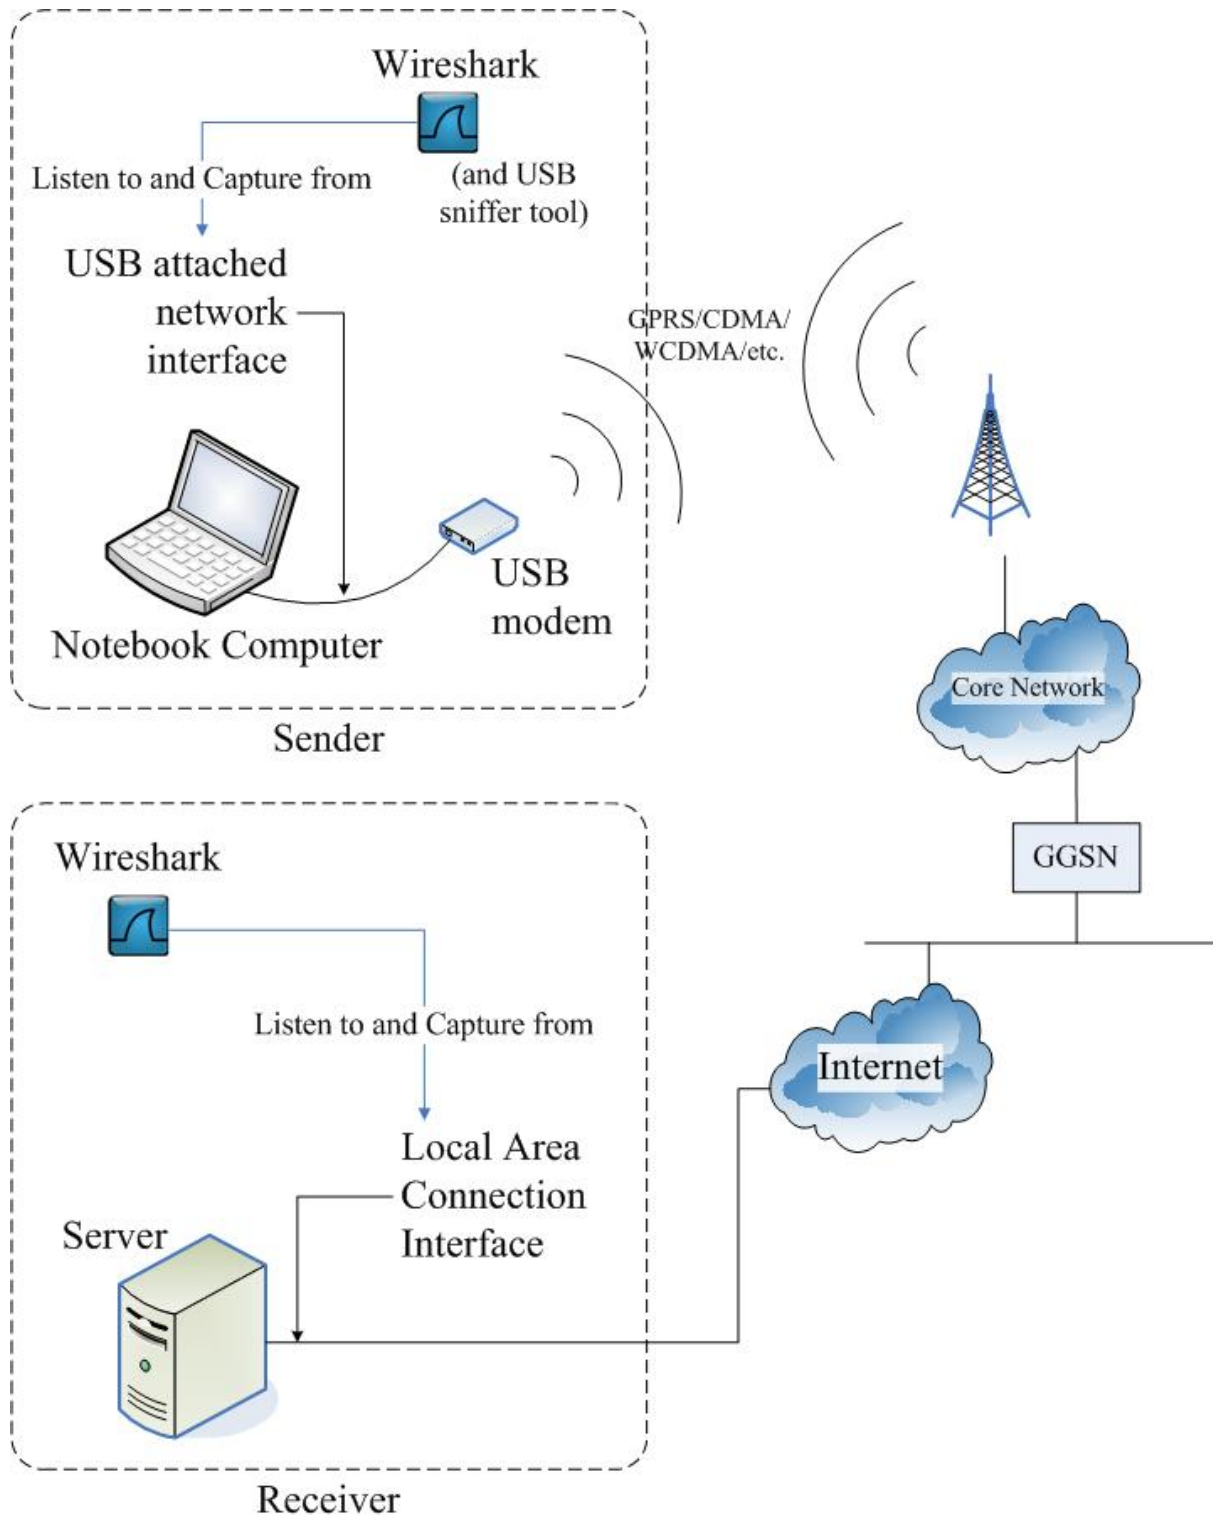 Wireshark
(and USB
sniffer tool)
Listen to and Capture from
USB attached
network
interface
GPRS/CDMA/
WCDMA/etc.
USB
modem
Notebook Computer
Sender
Core Network
GGSN
Wireshark
Listen to and Capture from
Internet
Local Area
Connection
Interface
Server
Receiver